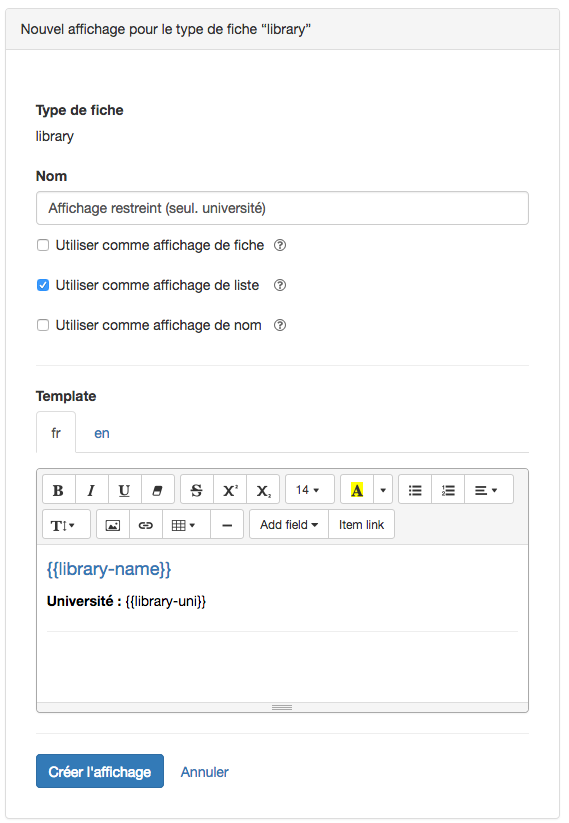 Nouvel affichage pour le type de fiche “library”
Type de fiche
library
Nom
Affichage restreint (seul. université)
Utiliser comme affichage de fiche ?
Utiliser comme affichage de liste ?
Utiliser comme affichage de nom ?
Template
fr en
B I U S X² X₂ 14 A
T Add field Item link
{{library-name}}
Université : {{library-uni}}
Créer l'affichage Annuler